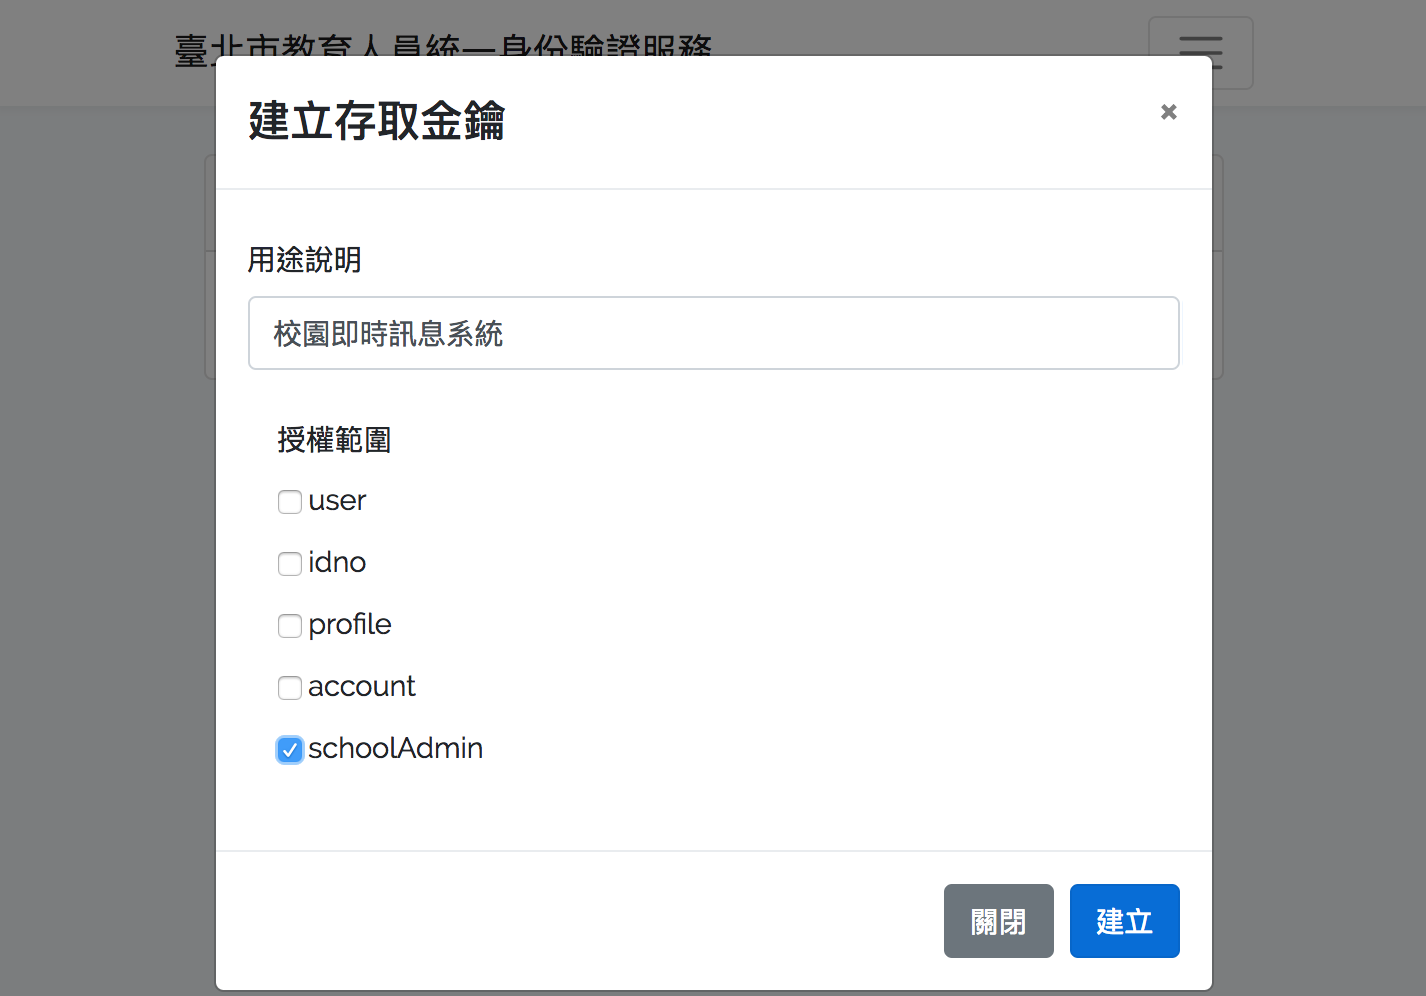 臺北市教育人員統一身份驗證服務
建立存取金鑰
×
用途說明
校園即時訊息系統
授權範圍
user
idno
profile
account
schoolAdmin
關閉
建立